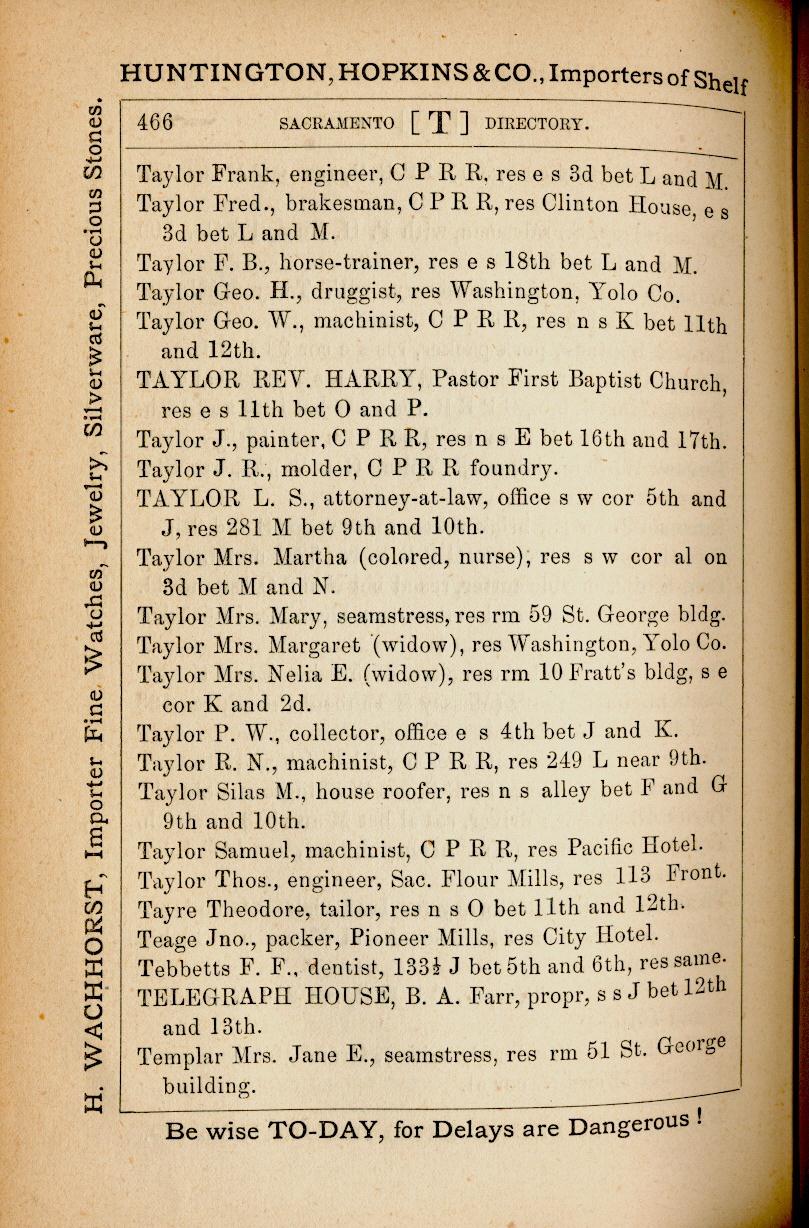 HUNTINGTON, HOPKINS & CO., Importers of Shelf
H. WACHHORST, Importer Fine Watches, Jewelry, Silverware, Precious Stones.
466 SACRAMENTO [ T ] DIRECTORY.
Taylor Frank, engineer, C P R R, res e s 3d bet L and M.
Taylor Fred., brakesman, C P R R, res Clinton House, e s
3d bet L and M.
Taylor F. B., horse-trainer, res e s 18th bet L and M.
Taylor Geo. H., druggist, res Washington, Yolo Co.
Taylor Geo. W., machinist, C P R R, res n s K bet 11th
and 12th.
TAYLOR REV. HARRY, Pastor First Baptist Church,
res e s 11th bet O and P.
Taylor J., painter, C P R R, res n s E bet 16th and 17th.
Taylor J. R., molder, C P R R foundry.
TAYLOR L. S., attorney-at-law, office s w cor 5th and
J, res 281 M bet 9th and 10th.
Taylor Mrs. Martha (colored, nurse), res s w cor al on
3d bet M and N.
Taylor Mrs. Mary, seamstress, res rm 59 St. George bldg.
Taylor Mrs. Margaret (widow), res Washington, Yolo Co.
Taylor Mrs. Nelia E. (widow), res rm 10 Fratt's bldg, s e
cor K and 2d.
Taylor P. W., collector, office e s 4th bet J and K.
Taylor R. N., machinist, C P R R, res 249 L near 9th.
Taylor Silas M., house roofer, res n s alley bet F and G
9th and 10th.
Taylor Samuel, machinist, C P R R, res Pacific Hotel.
Taylor Thos., engineer, Sac. Flour Mills, res 113 Front.
Tayre Theodore, tailor, res n s O bet 11th and 12th.
Teage Jno., packer, Pioneer Mills, res City Hotel.
Tebbetts F. F., dentist, 133½ J bet 5th and 6th, res same.
TELEGRAPH HOUSE, B. A. Farr, propr, s s J bet 12th
and 13th.
Templar Mrs. Jane E., seamstress, res rm 51 St. George
building.
Be wise TO-DAY, for Delays are Dangerous !